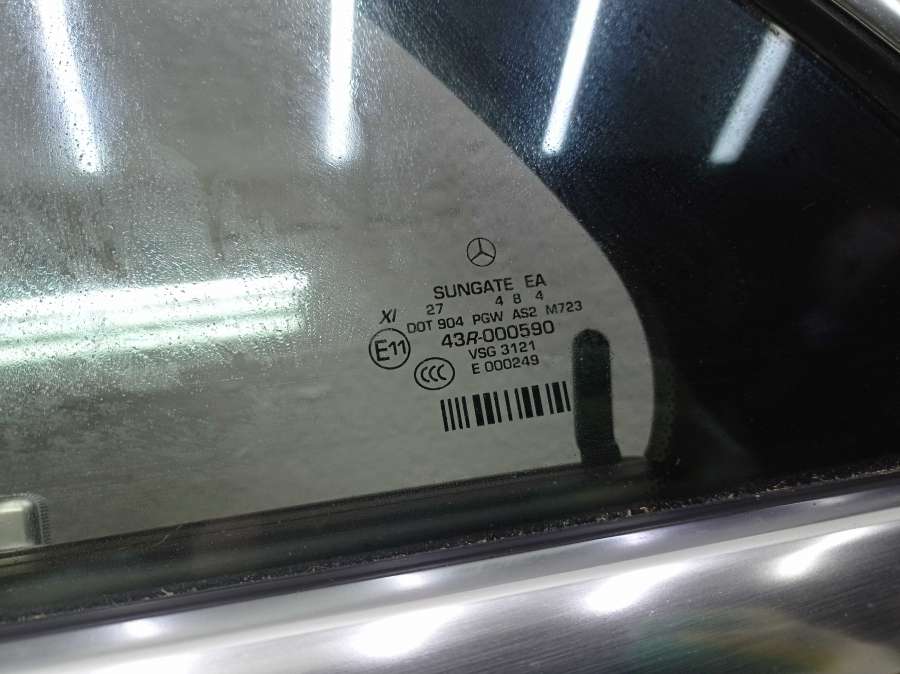 SUNGATE EA
XI 27 4 8 4
DOT 904 PGW AS2 M723
E11 43R-000590
VSG 3121
CCC E 000249